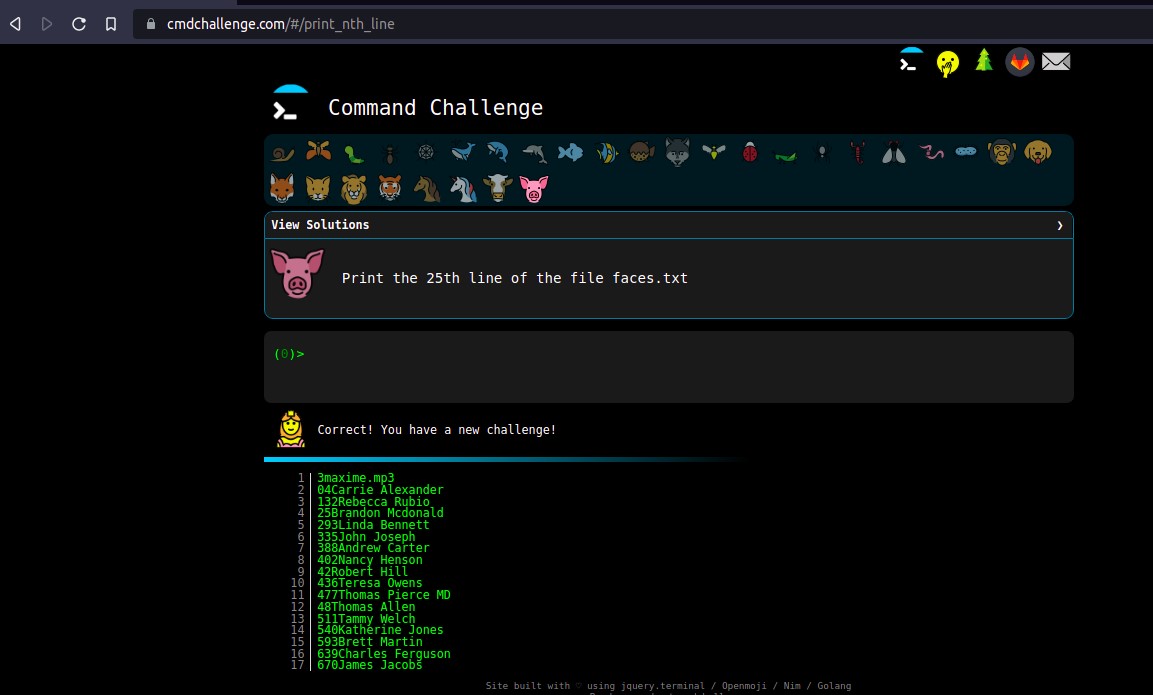 cmdchallenge.com/#/print_nth_line
Command Challenge
View Solutions ❯
Print the 25th line of the file faces.txt
(0)>
Correct! You have a new challenge!
1 3maxime.mp3
2 04Carrie Alexander
3 132Rebecca Rubio
4 25Brandon Mcdonald
5 293Linda Bennett
6 335John Joseph
7 388Andrew Carter
8 402Nancy Henson
9 42Robert Hill
10 436Teresa Owens
11 477Thomas Pierce MD
12 48Thomas Allen
13 511Tammy Welch
14 540Katherine Jones
15 593Brett Martin
16 639Charles Ferguson
17 670James Jacobs
Site built with ♡ using jquery.terminal / Openmoji / Nim / Golang